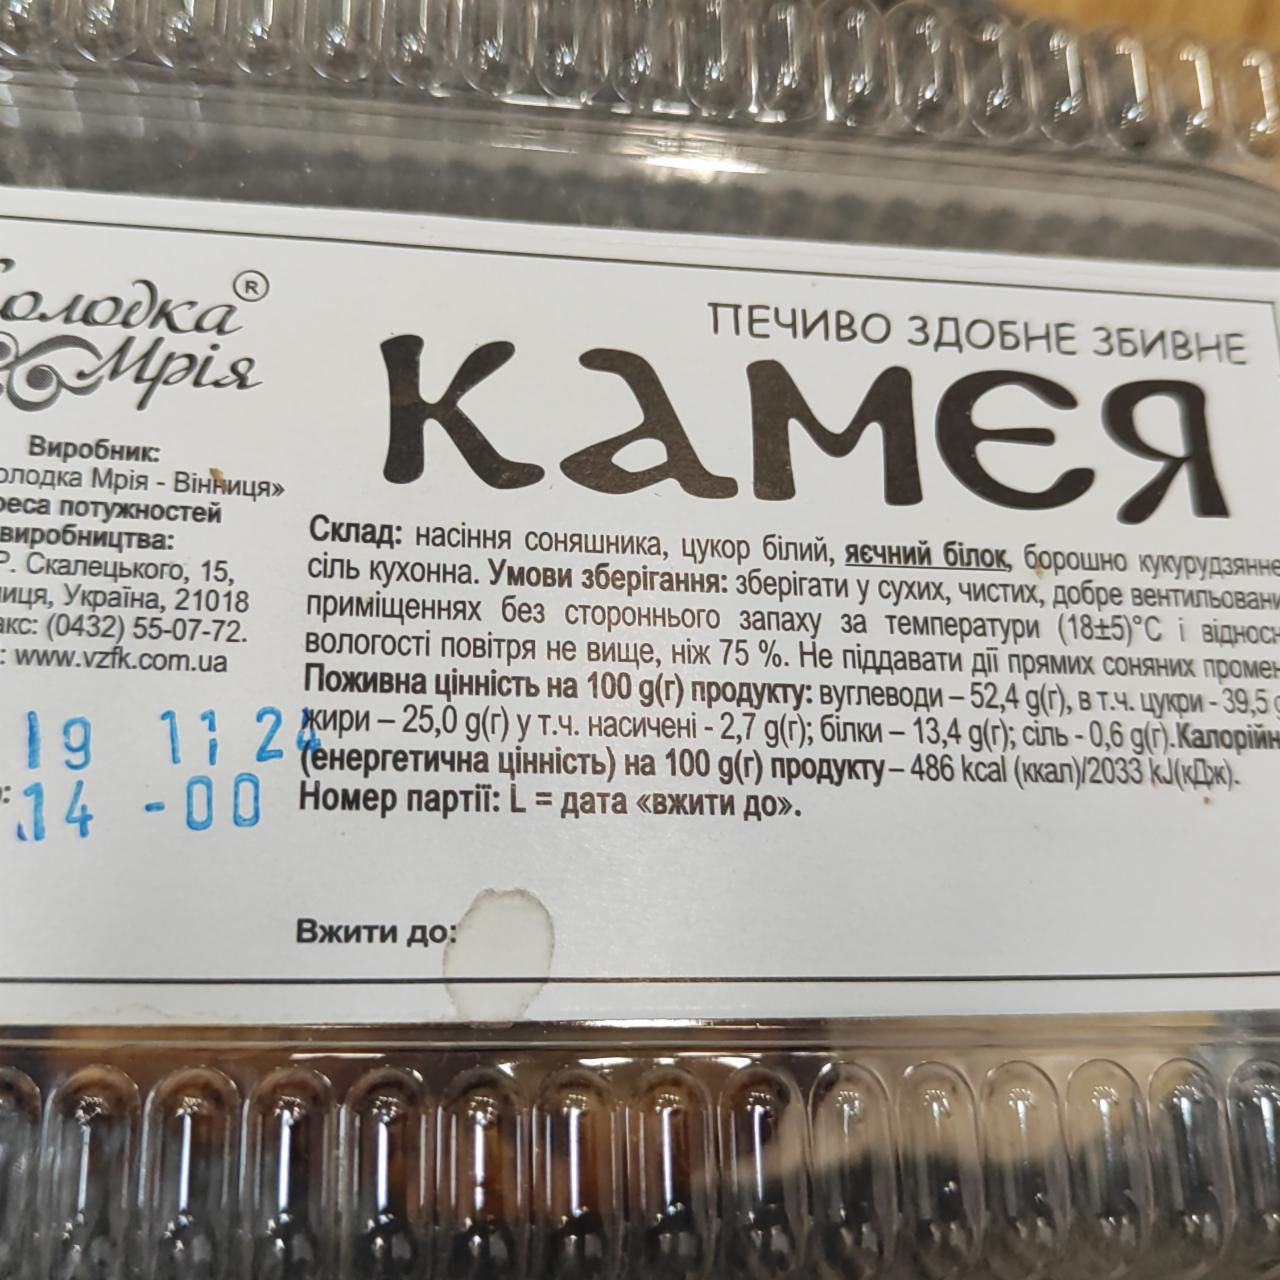 олодка ®
Мрія
ПЕЧИВО ЗДОБНЕ ЗБИВНЕ
КАМЕЯ
Виробник:
олодка Мрія - Вінниця»
реса потужностей
виробництва:
Р. Скалецького, 15,
ниця, Україна, 21018
акс: (0432) 55-07-72.
: www.vzfk.com.ua
19 11 24
14 -00
Склад: насіння соняшника, цукор білий, яєчний білок, борошно кукурудзянне
сіль кухонна. Умови зберігання: зберігати у сухих, чистих, добре вентильовани
приміщеннях без стороннього запаху за температури (18±5)°С і віднос
вологості повітря не вище, ніж 75 %. Не піддавати дії прямих соняних промен
Поживна цінність на 100 g(г) продукту: вуглеводи – 52,4 g(г), в т.ч. цукри - 39,5
жири – 25,0 g(г) у т.ч. насичені - 2,7 g(г); білки – 13,4 g(г); сіль - 0,6 g(г). Калорійн
(енергетична цінність) на 100 g(г) продукту – 486 kcal (ккал)/2033 kJ(кДж).
Номер партії: L = дата «вжити до».
Вжити до: